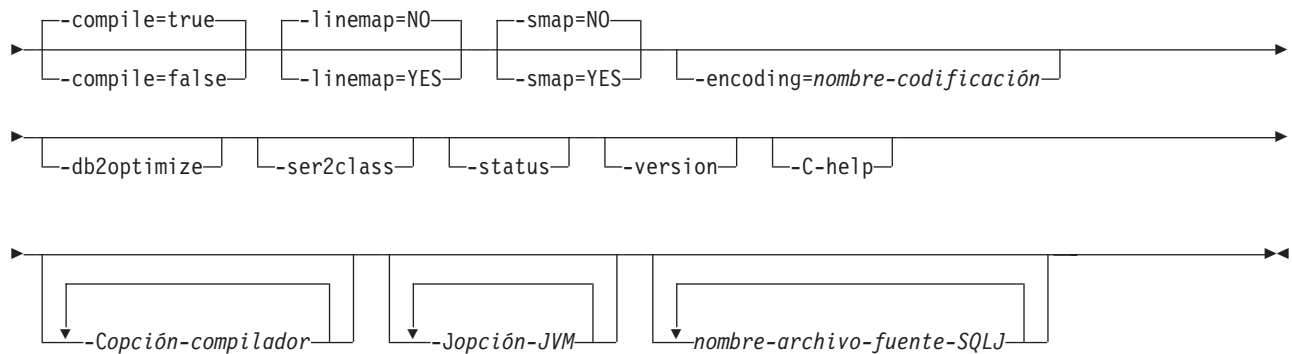 -compile=true -linemap=NO -smap=NO
-compile=false -linemap=YES -smap=YES -encoding=nombre-codificación
-db2optimize -ser2class -status -version -C-help
-Copción-compilador -Jopción-JVM nombre-archivo-fuente-SQLJ